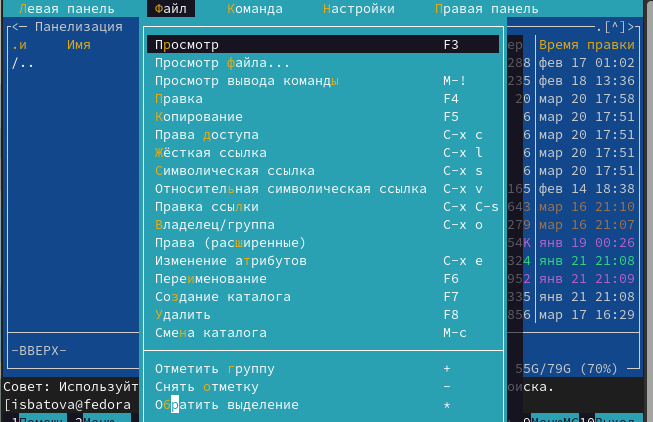 Левая панель Файл Команда Настройки Правая панель
<— Панелизация .[^]>
.и Имя Время правки
Просмотр F3
/.. Просмотр файла... 288 фев 17 01:02
Просмотр вывода команды M-! 235 фев 18 13:36
Правка F4 20 мар 20 17:58
Копирование F5 6 мар 20 17:51
Права доступа C-x c 6 мар 20 17:51
Жёсткая ссылка C-x l 6 мар 20 17:51
Символическая ссылка C-x s 6 мар 20 17:51
Относительная символическая ссылка C-x v 165 фев 14 18:38
Правка ссылки C-x C-s 643 мар 16 21:10
Владелец/группа C-x o 279 мар 16 21:07
Права (расширенные) 54K янв 19 00:26
Изменение атрибутов C-x e 324 янв 21 21:08
Переименование F6 952 янв 21 21:09
Создание каталога F7 335 янв 21 21:08
Удалить F8 856 мар 17 16:29
Смена каталога M-c
-ВВЕРХ-
Отметить группу + 55G/79G (70%)
Совет: Используйт Снять отметку - оиска.
[isbatova@fedora Обратить выделение *